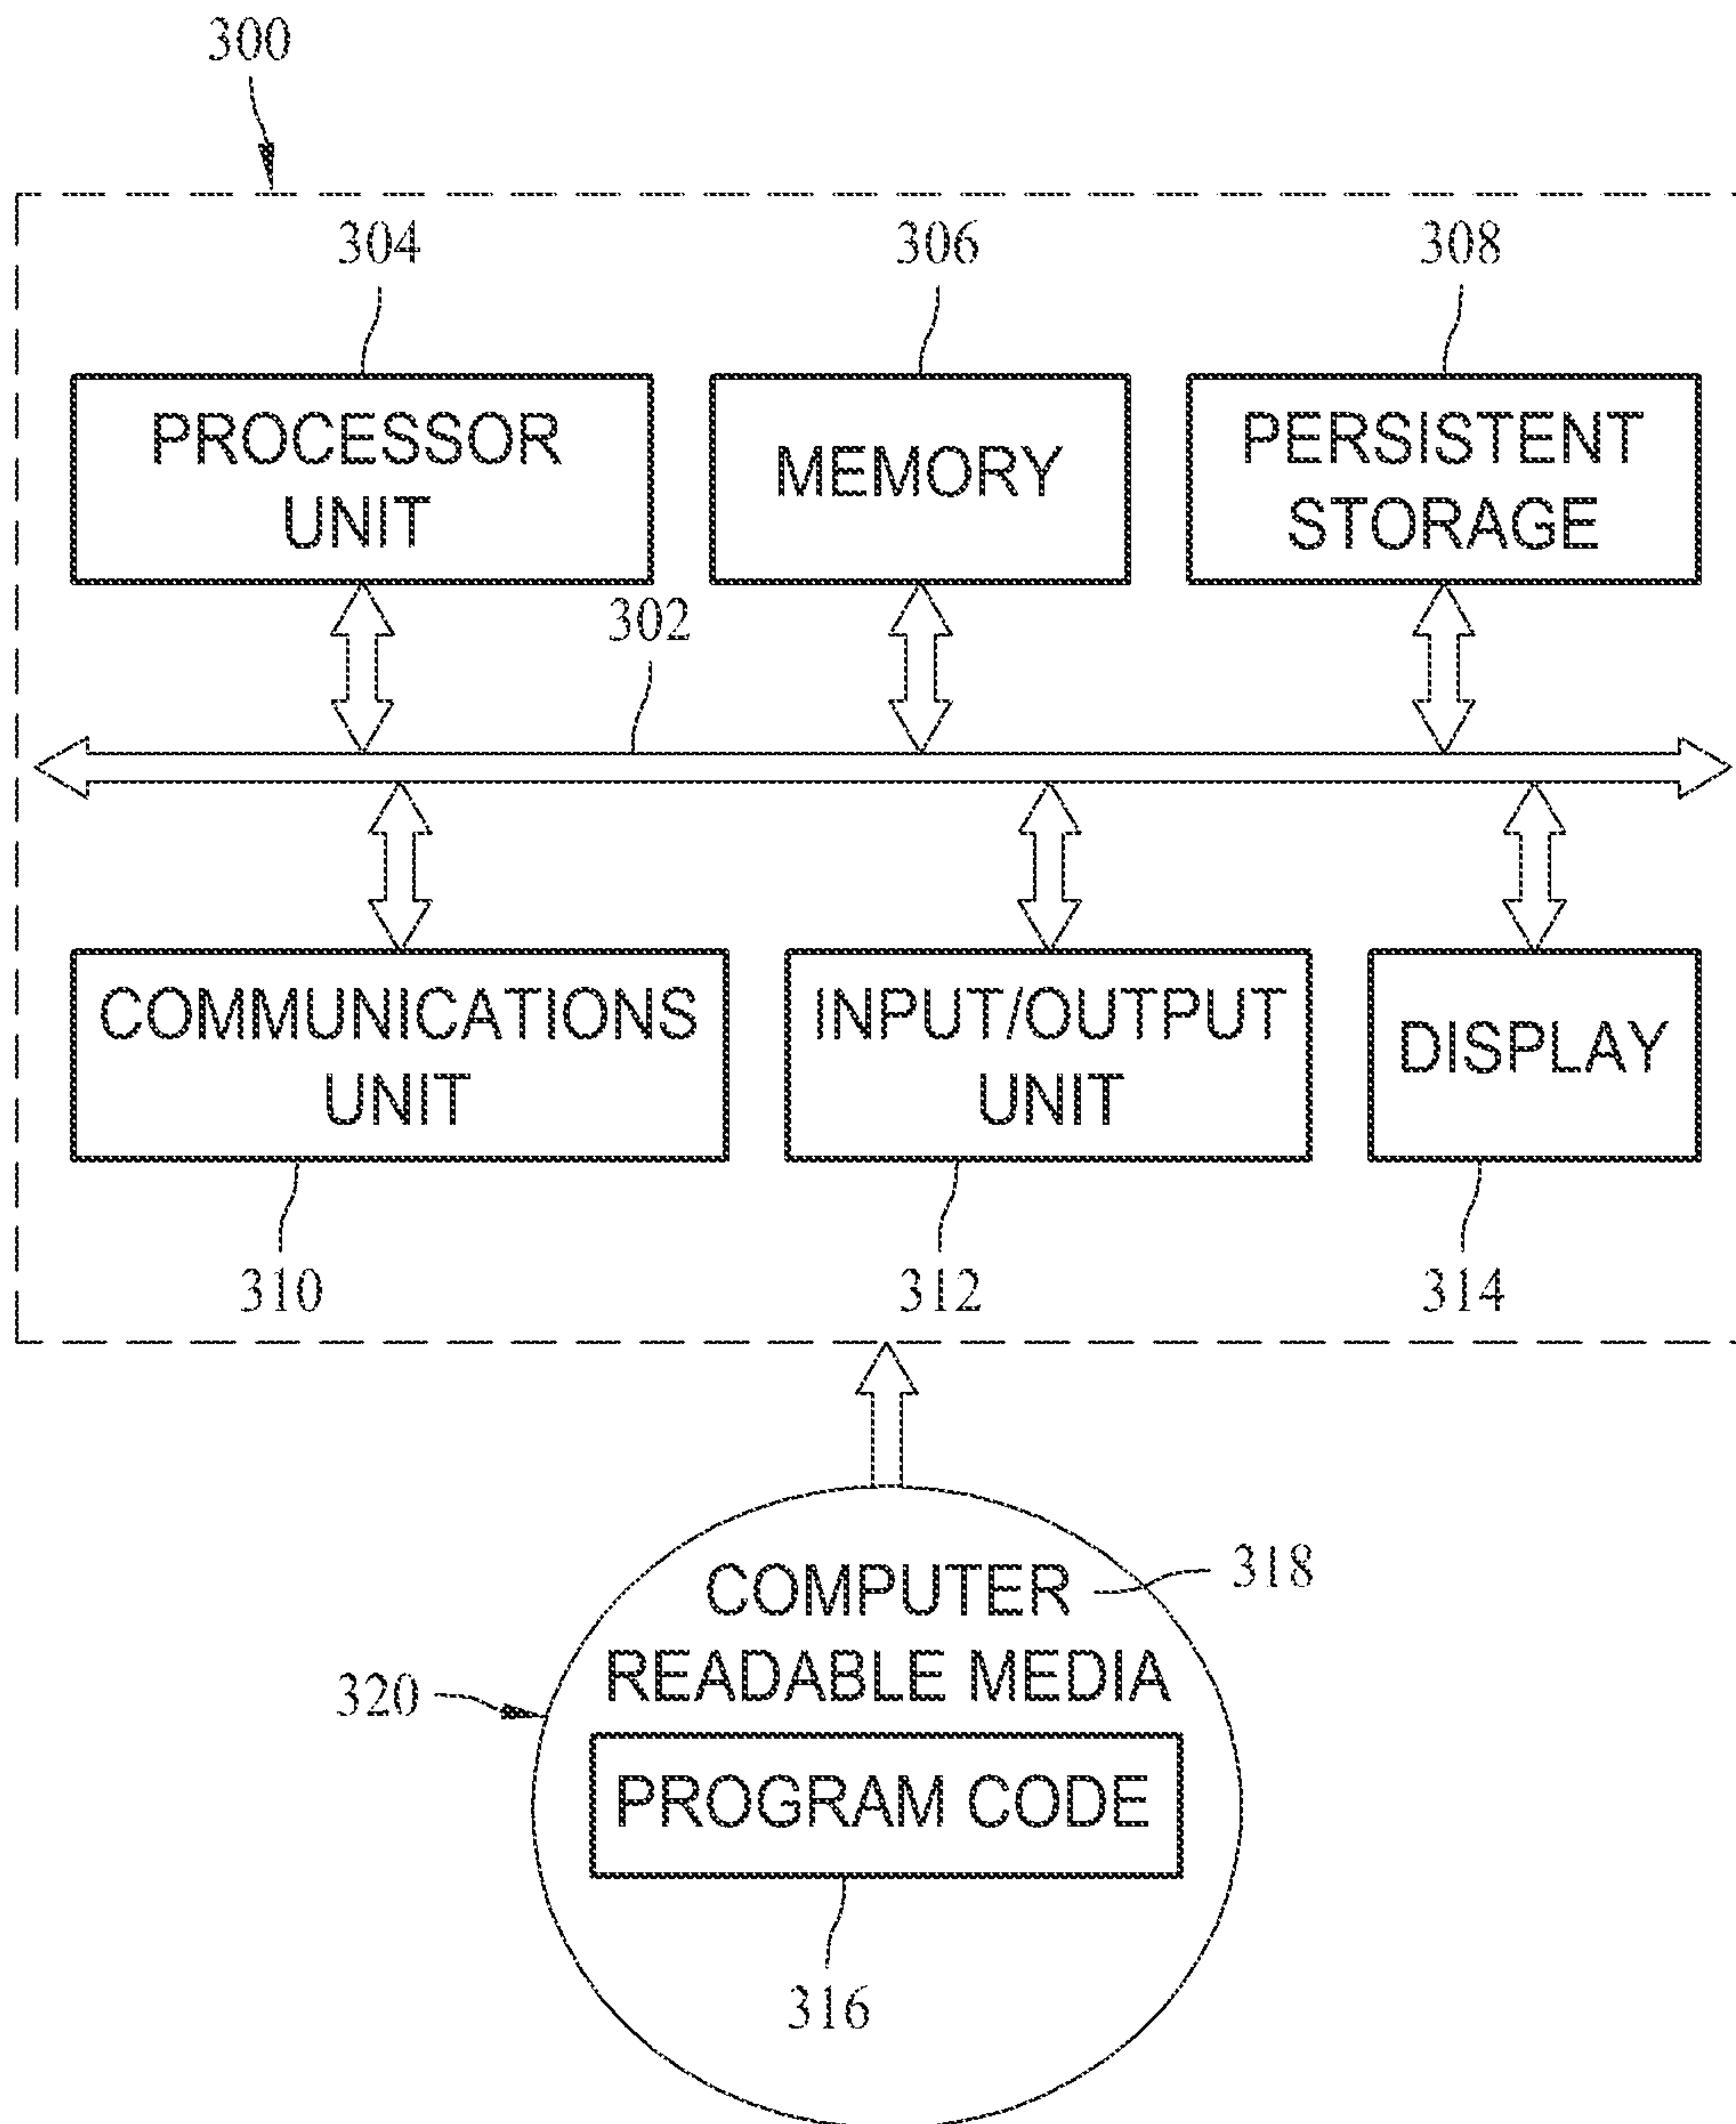 300
304
306
308
PROCESSOR
UNIT
MEMORY
PERSISTENT
STORAGE
302
COMMUNICATIONS
UNIT
INPUT/OUTPUT
UNIT
DISPLAY
310
312
314
COMPUTER
READABLE MEDIA
318
320
PROGRAM CODE
316